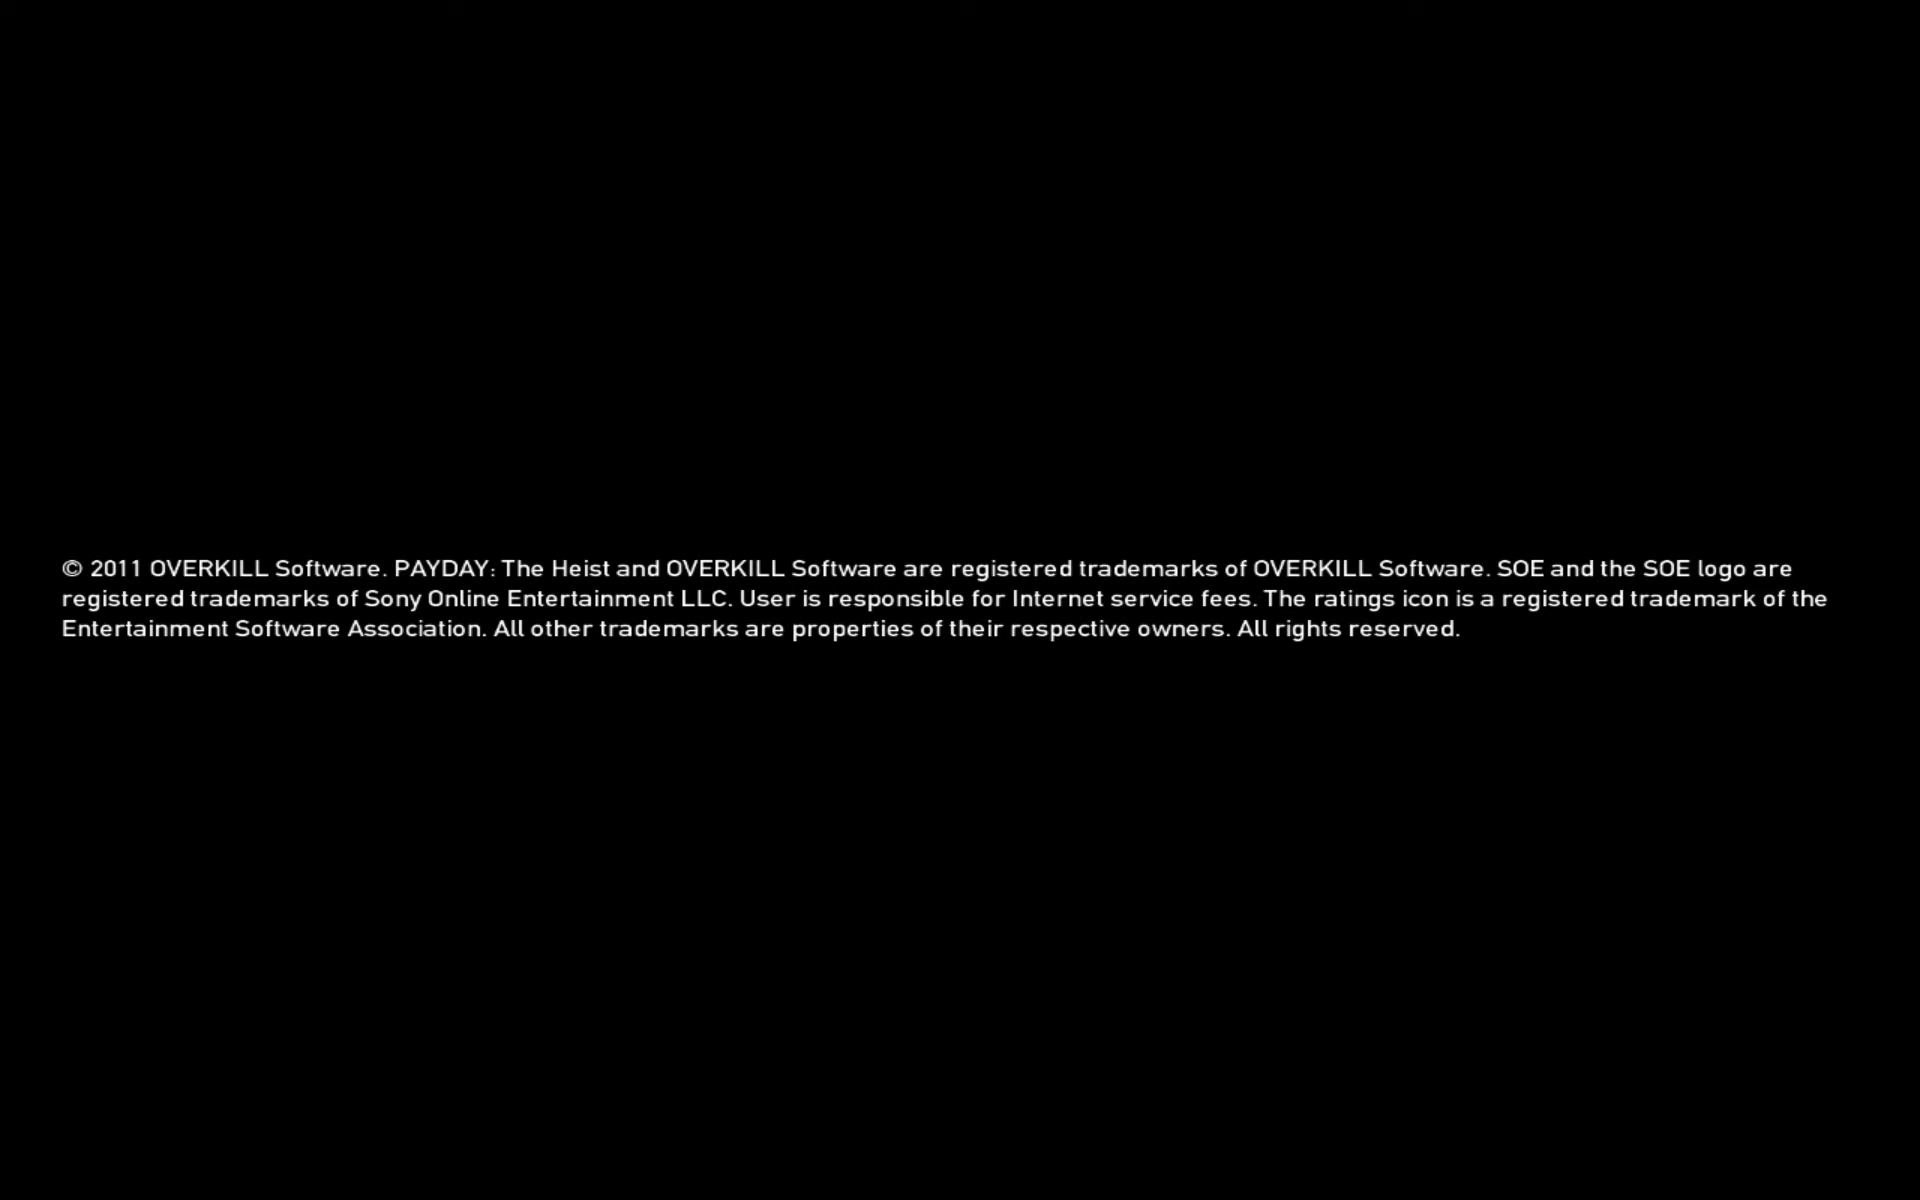 © 2011 OVERKILL Software. PAYDAY: The Heist and OVERKILL Software are registered trademarks of OVERKILL Software. SOE and the SOE logo are
registered trademarks of Sony Online Entertainment LLC. User is responsible for Internet service fees. The ratings icon is a registered trademark of the
Entertainment Software Association. All other trademarks are properties of their respective owners. All rights reserved.